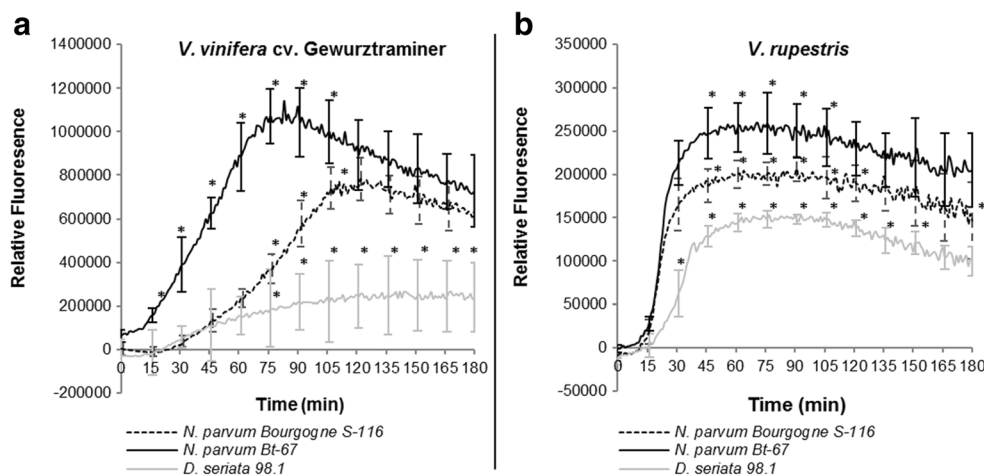 a
V. vinifera cv. Gewurztraminer
Relative Fluoresence
1400000
1200000
1000000
800000
600000
400000
200000
0
-200000
0 15 30 45 60 75 90 105 120 135 150 165 180
Time (min)
N. parvum Bourgogne S-116
N. parvum Bt-67
D. seriata 98.1
b
V. rupestris
Relative Fluoresence
350000
300000
250000
200000
150000
100000
50000
0
-50000
0 15 30 45 60 75 90 105 120 135 150 165 180
Time (min)
N. parvum Bourgogne S-116
N. parvum Bt-67
D. seriata 98.1